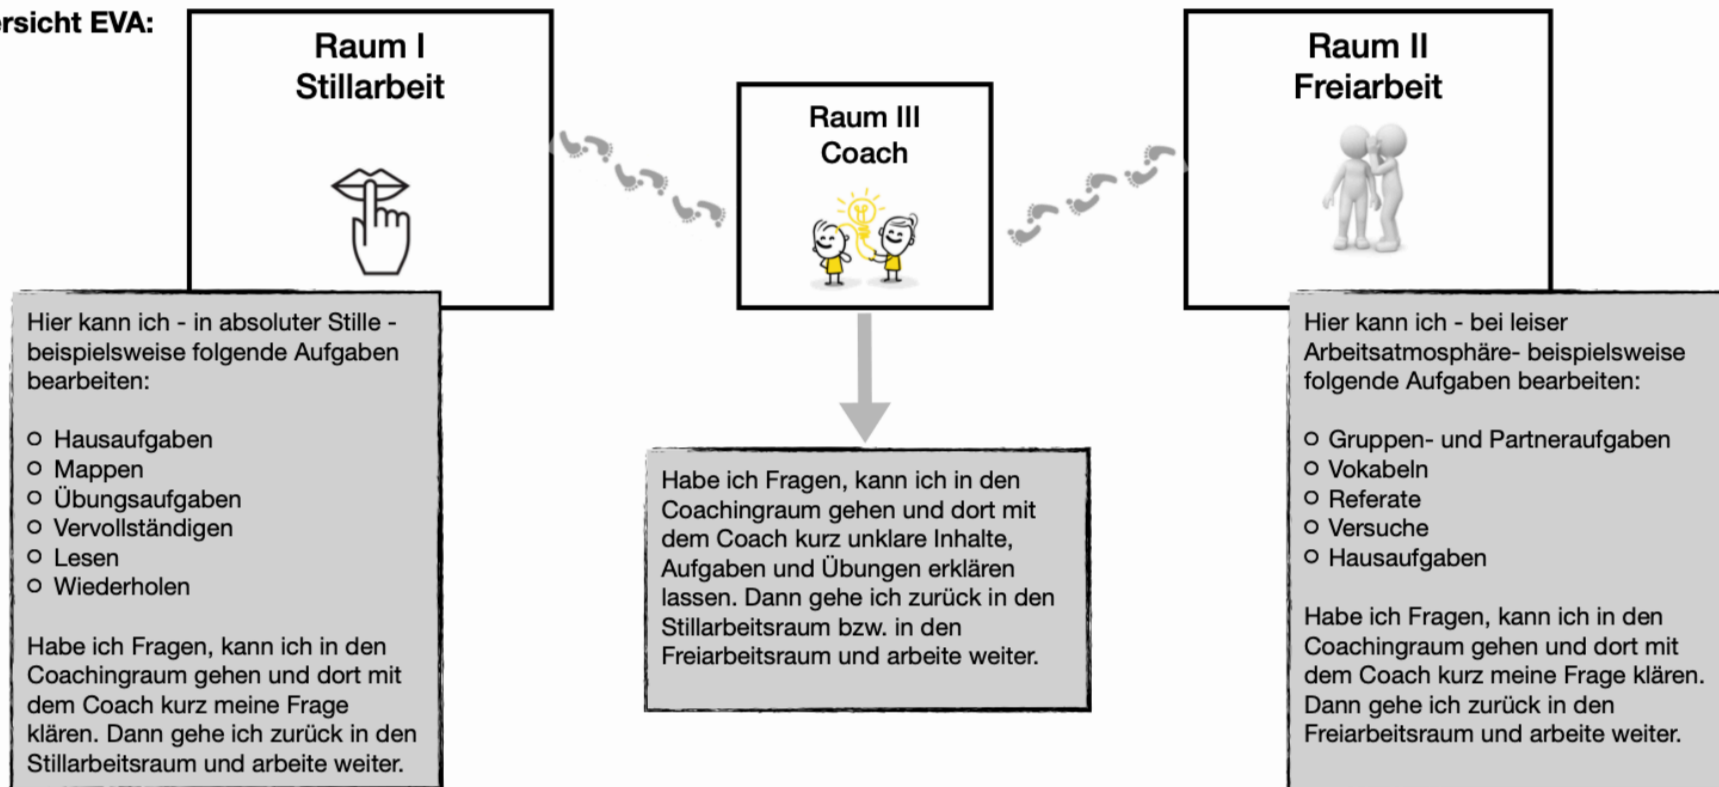 ersicht EVA:
Raum I
Stillarbeit
Raum III
Coach
Raum II
Freiarbeit
Hier kann ich - in absoluter Stille -
beispielsweise folgende Aufgaben
bearbeiten:
Hausaufgaben
Mappen
Übungsaufgaben
Vervollständigen
Lesen
Wiederholen
Habe ich Fragen, kann ich in den
Coachingraum gehen und dort mit
dem Coach kurz meine Frage
klären. Dann gehe ich zurück in den
Stillarbeitsraum und arbeite weiter.
Habe ich Fragen, kann ich in den
Coachingraum gehen und dort mit
dem Coach kurz unklare Inhalte,
Aufgaben und Übungen erklären
lassen. Dann gehe ich zurück in den
Stillarbeitsraum bzw. in den
Freiarbeitsraum und arbeite weiter.
Hier kann ich - bei leiser
Arbeitsatmosphäre- beispielsweise
folgende Aufgaben bearbeiten:
Gruppen- und Partneraufgaben
Vokabeln
Referate
Versuche
Hausaufgaben
Habe ich Fragen, kann ich in den
Coachingraum gehen und dort mit
dem Coach kurz meine Frage klären.
Dann gehe ich zurück in den
Freiarbeitsraum und arbeite weiter.